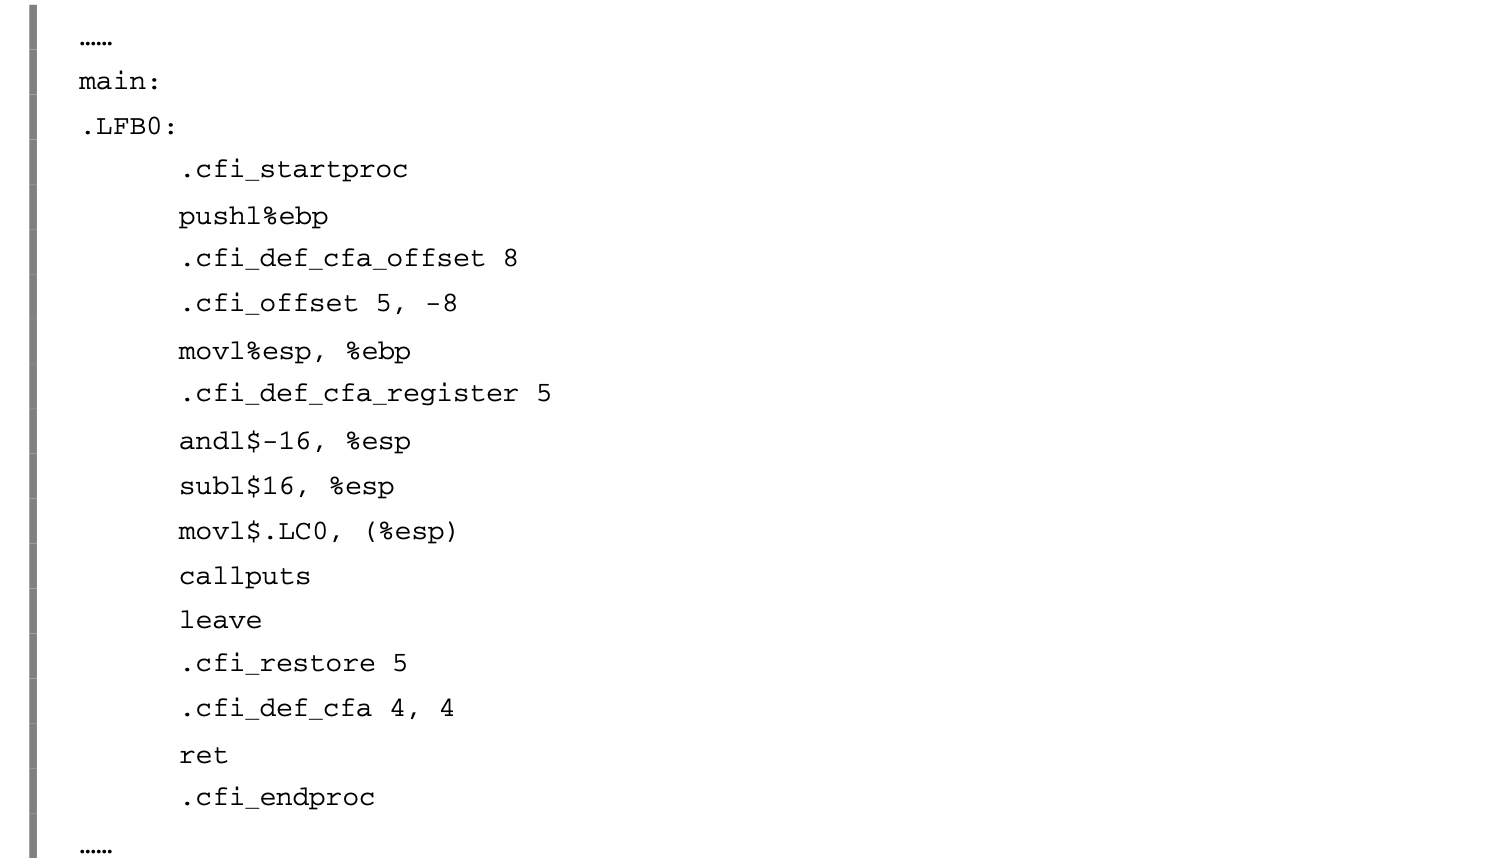 ……
main:
.LFB0:
.cfi_startproc
pushl%ebp
.cfi_def_cfa_offset 8
.cfi_offset 5, -8
movl%esp, %ebp
.cfi_def_cfa_register 5
andl$-16, %esp
subl$16, %esp
movl$.LC0, (%esp)
callputs
leave
.cfi_restore 5
.cfi_def_cfa 4, 4
ret
.cfi_endproc
……